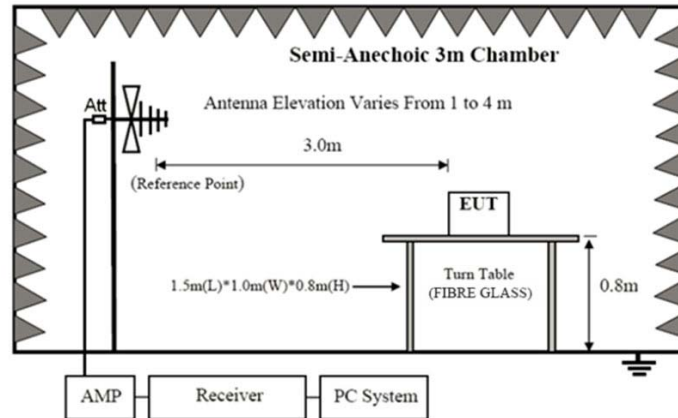 Semi-Anechoic 3m Chamber
Att
Antenna Elevation Varies From 1 to 4 m
3.0m
(Reference Point)
EUT
1.5m(L)*1.0m(W)*0.8m(H)
Turn Table
(FIBRE GLASS)
0.8m
AMP
Receiver
PC System